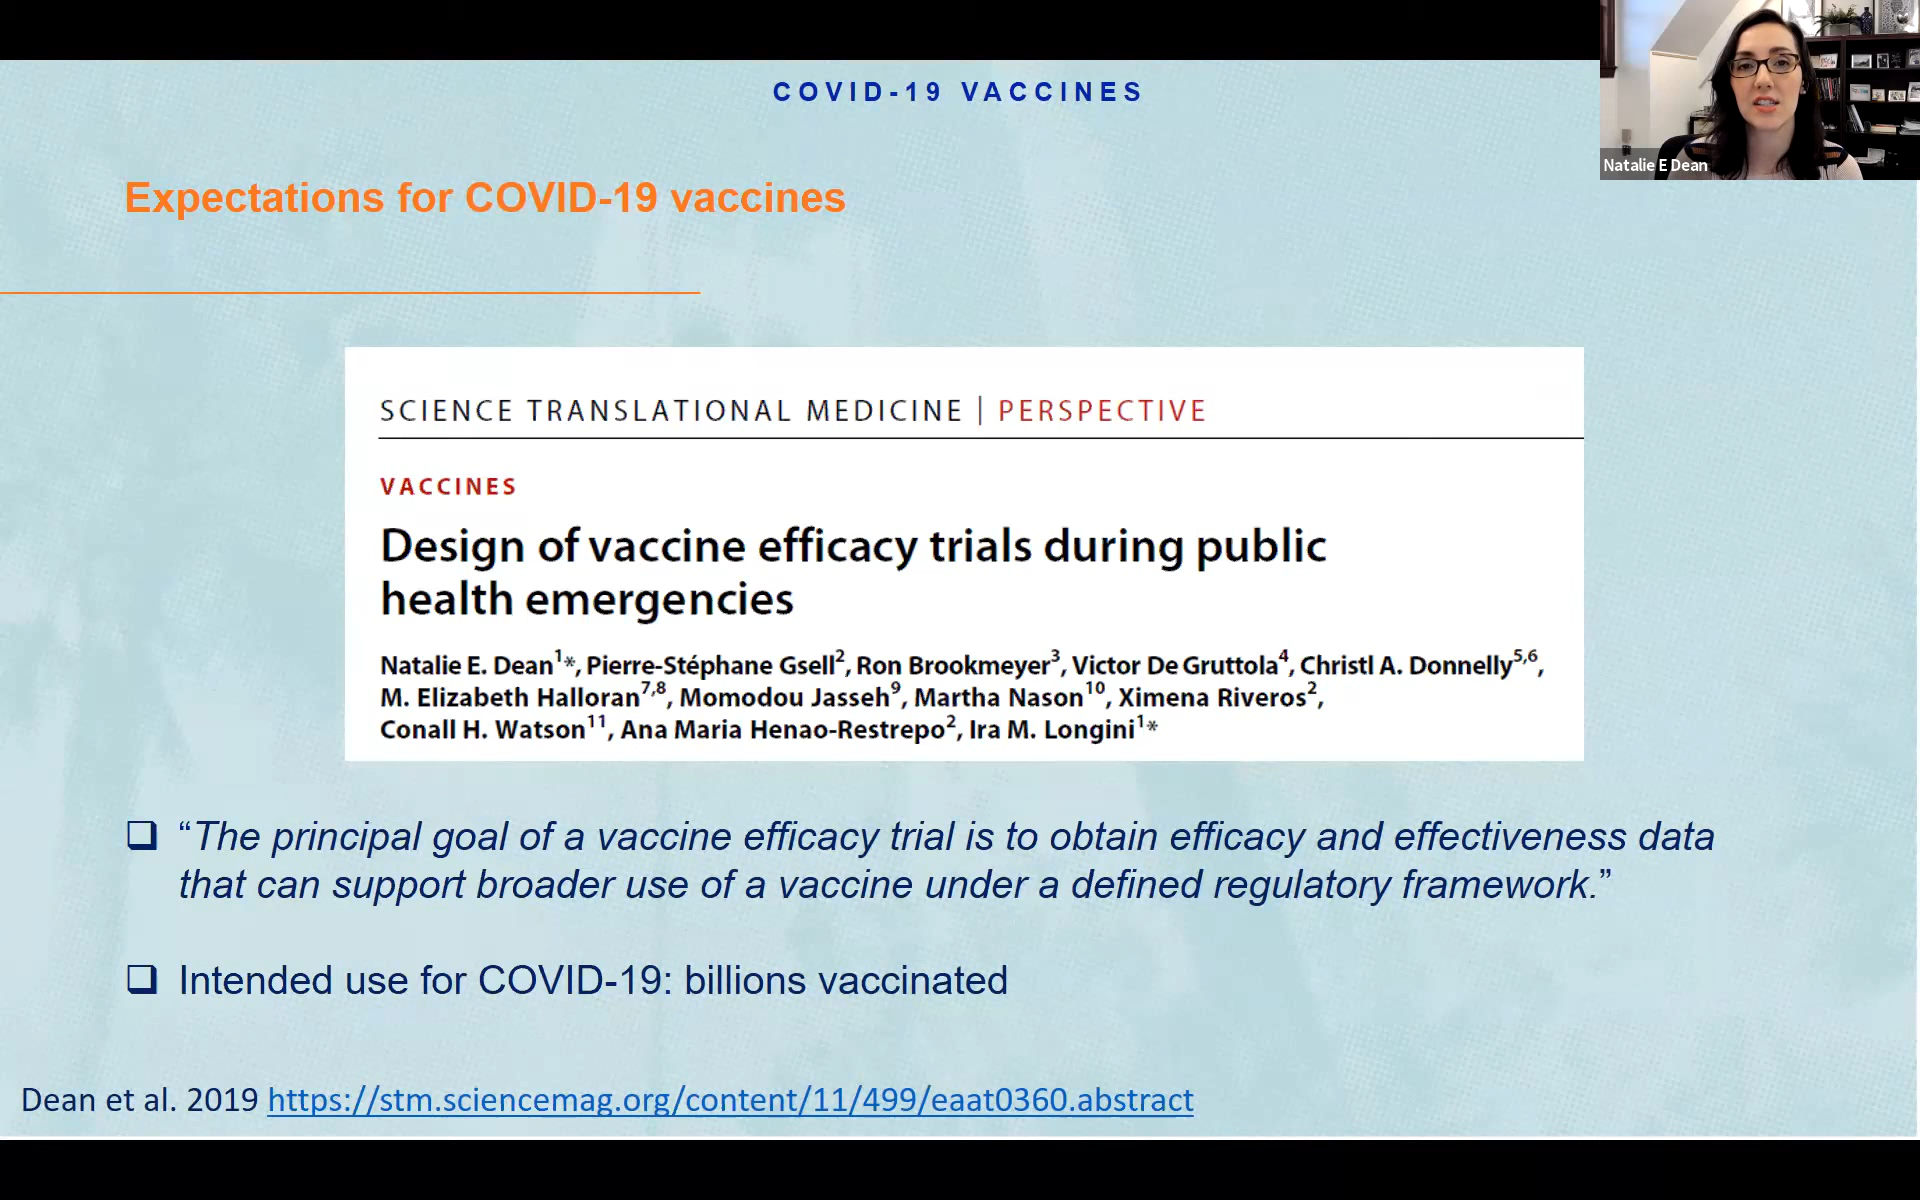 COVID-19 VACCINES
Natalie E Dean
Expectations for COVID-19 vaccines
SCIENCE TRANSLATIONAL MEDICINE | PERSPECTIVE
VACCINES
Design of vaccine efficacy trials during public
health emergencies
Natalie E. Dean1*, Pierre-Stéphane Gsell2, Ron Brookmeyer3, Victor De Gruttola4, Christl A. Donnelly5,6,
M. Elizabeth Halloran7,8, Momodou Jasseh9, Martha Nason10, Ximena Riveros2,
Conall H. Watson11, Ana Maria Henao-Restrepo2, Ira M. Longini1*
❑ “The principal goal of a vaccine efficacy trial is to obtain efficacy and effectiveness data
that can support broader use of a vaccine under a defined regulatory framework.”
❑ Intended use for COVID-19: billions vaccinated
Dean et al. 2019 https://stm.sciencemag.org/content/11/499/eaat0360.abstract